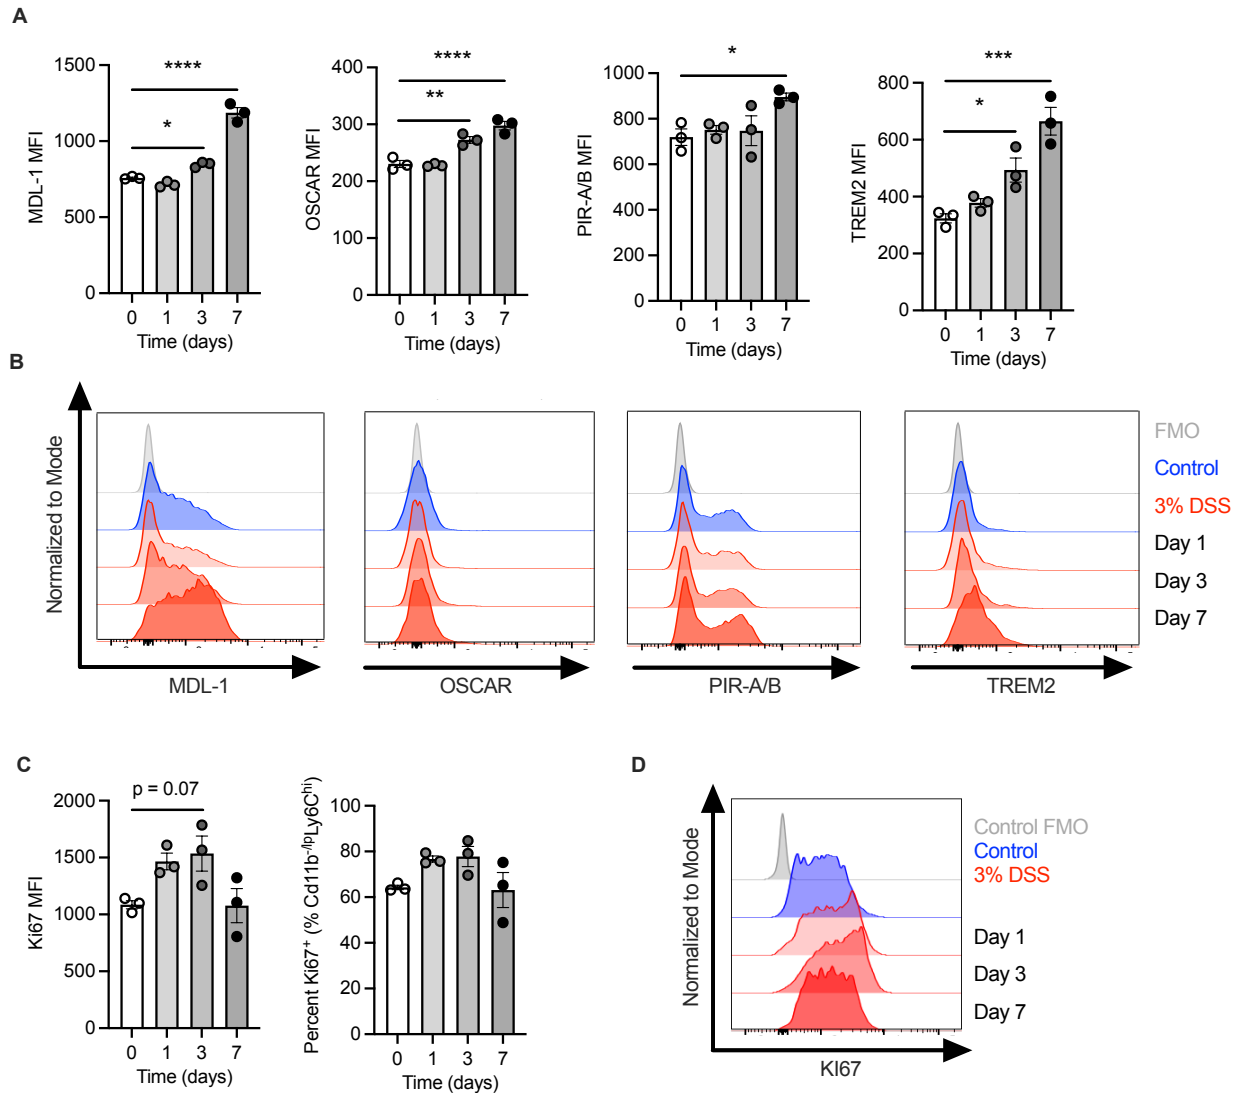 A
MDL-1 MFI
1500
1000
500
0
****
*
0 1 3 7
Time (days)
OSCAR MFI
400
300
200
100
0
****
**
0 1 3 7
Time (days)
PIR-A/B MFI
1000
800
600
400
200
0
*
0 1 3 7
Time (days)
TREM2 MFI
800
600
400
200
0
***
*
0 1 3 7
Time (days)
B
Normalized to Mode
MDL-1
OSCAR
PIR-A/B
TREM2
FMO
Control
3% DSS
Day 1
Day 3
Day 7
C
Ki67 MFI
2000
1500
1000
500
0
p = 0.07
0 1 3 7
Time (days)
Percent Ki67⁺ (% Cd11b⁻/ˡᵖLy6Cʰⁱ)
100
80
60
40
20
0
0 1 3 7
Time (days)
D
Normalized to Mode
KI67
Control FMO
Control
3% DSS
Day 1
Day 3
Day 7